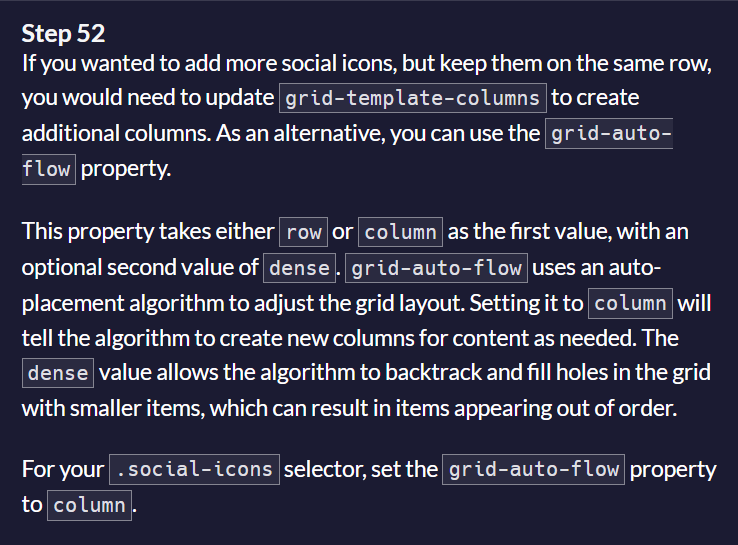 Step 52
If you wanted to add more social icons, but keep them on the same row,
you would need to update grid-template-columns to create
additional columns. As an alternative, you can use the grid-auto-
flow property.
This property takes either row or column as the first value, with an
optional second value of dense. grid-auto-flow uses an auto-
placement algorithm to adjust the grid layout. Setting it to column will
tell the algorithm to create new columns for content as needed. The
dense value allows the algorithm to backtrack and fill holes in the grid
with smaller items, which can result in items appearing out of order.
For your .social-icons selector, set the grid-auto-flow property
to column.